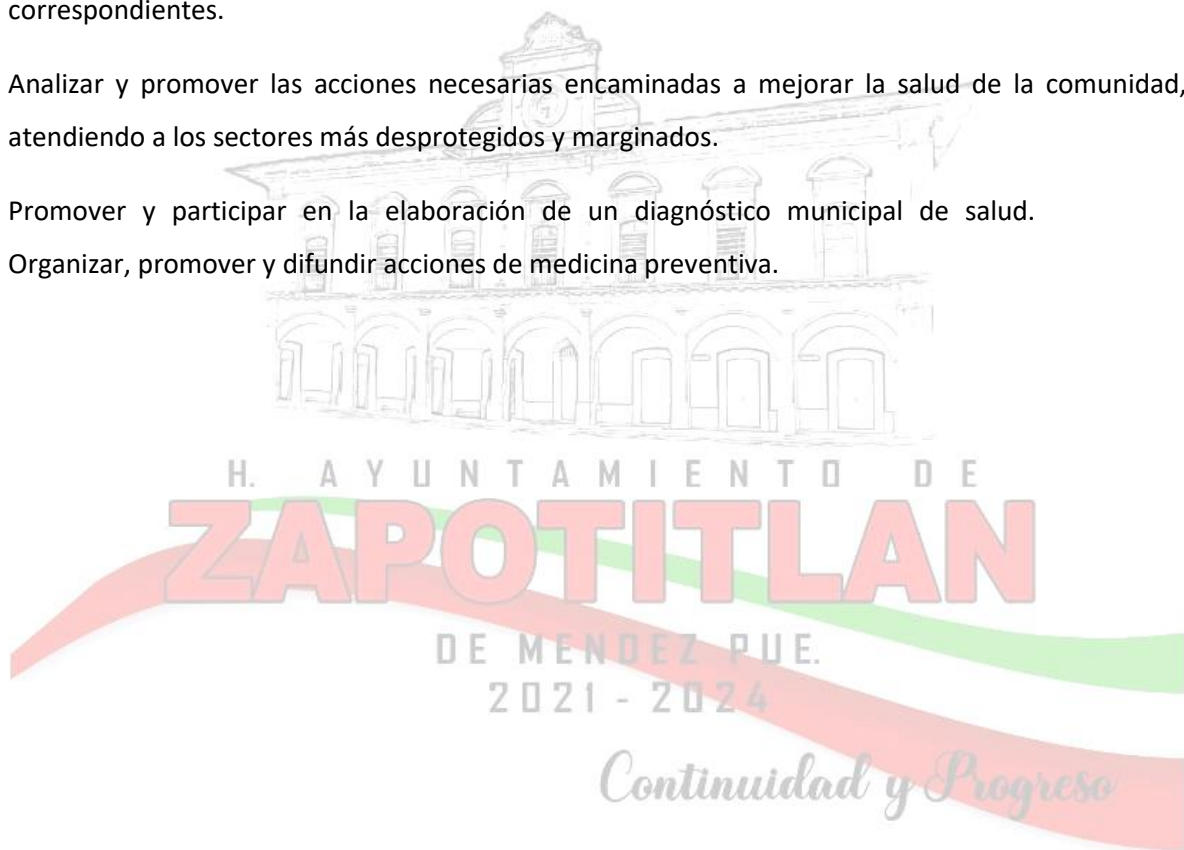 correspondientes.
Analizar y promover las acciones necesarias encaminadas a mejorar la salud de la comunidad,
atendiendo a los sectores más desprotegidos y marginados.
Promover y participar en la elaboración de un diagnóstico municipal de salud.
Organizar, promover y difundir acciones de medicina preventiva.
H. AYUNTAMIENTO DE
ZAPOTITLAN
DE MENDEZ PUE.
2021 - 2024
Continuidad y Progreso